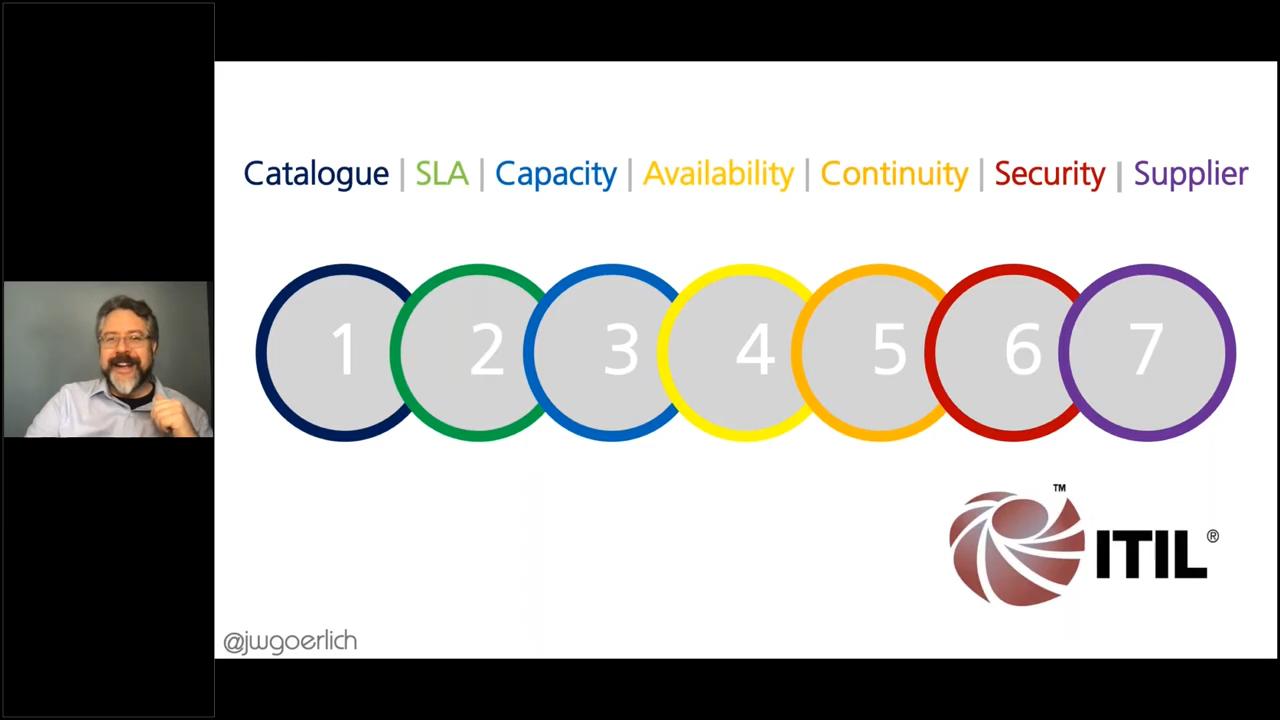 Catalogue | SLA | Capacity | Availability | Continuity | Security | Supplier
1 2 3 4 5 6 7
™
ITIL ®
@jwgoerlich